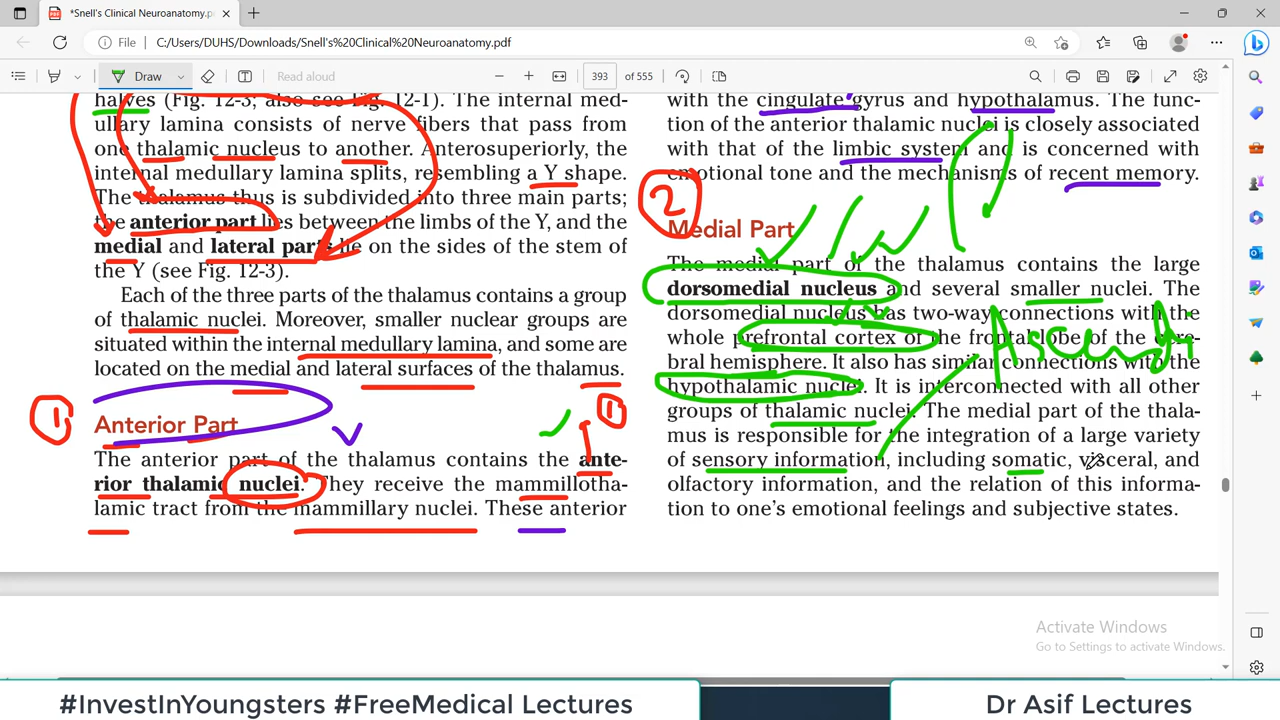 *Snell's Clinical Neuroanatomy.pd
File
C:/Users/DUHS/Downloads/Snell's%20Clinical%20Neuroanatomy.pdf
Draw
Read aloud
393 of 555
halves (Fig. 12-3; also see Fig. 12-1). The internal med-
ullary lamina consists of nerve fibers that pass from
one thalamic nucleus to another. Anterosuperiorly, the
internal medullary lamina splits, resembling a Y shape.
The thalamus thus is subdivided into three main parts;
the anterior part lies between the limbs of the Y, and the
medial and lateral parts lie on the sides of the stem of
the Y (see Fig. 12-3).
Each of the three parts of the thalamus contains a group
of thalamic nuclei. Moreover, smaller nuclear groups are
situated within the internal medullary lamina, and some are
located on the medial and lateral surfaces of the thalamus.
1
1
Anterior Part
The anterior part of the thalamus contains the ante-
rior thalamic nuclei. They receive the mammillotha-
lamic tract from the mammillary nuclei. These anterior
with the cingulate gyrus and hypothalamus. The func-
tion of the anterior thalamic nuclei is closely associated
with that of the limbic system and is concerned with
emotional tone and the mechanisms of recent memory.
2
Medial Part
The medial part of the thalamus contains the large
dorsomedial nucleus and several smaller nuclei. The
dorsomedial nucleus has two-way connections with the
whole prefrontal cortex of the frontal lobe of the cere-
bral hemisphere. It also has similar connections with the
hypothalamic nuclei. It is interconnected with all other
groups of thalamic nuclei. The medial part of the thala-
mus is responsible for the integration of a large variety
of sensory information, including somatic, visceral, and
olfactory information, and the relation of this informa-
tion to one's emotional feelings and subjective states.
Ascendi
Activate Windows
Go to Settings to activate Windows.
#InvestInYoungsters #FreeMedical Lectures
Dr Asif Lectures